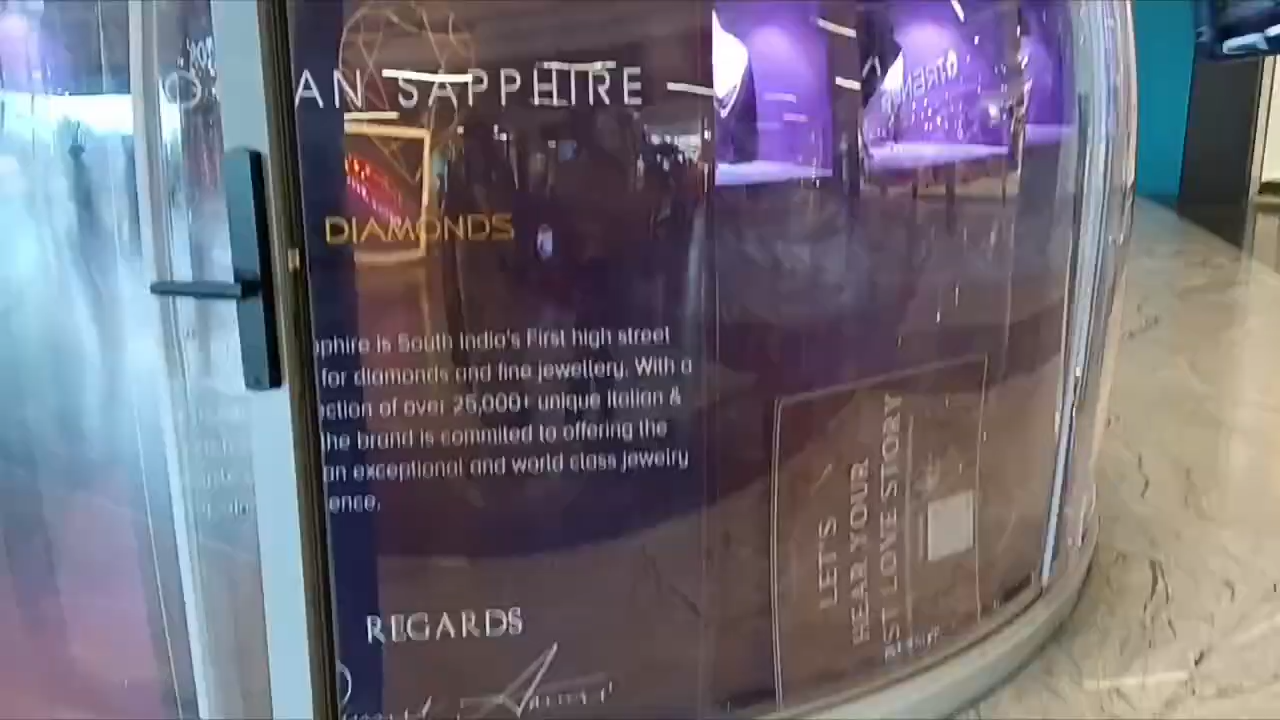 AN SAPPHIRE
DIAMONDS
pphire is South India's First high street
for diamonds and fine jewellery. With a
ection of over 25,000+ unique Italian &
the brand is commited to offering the
an exceptional and world class jewelry
ence.
REGARDS
LET'S
HEAR YOUR
ST LOVE STORY